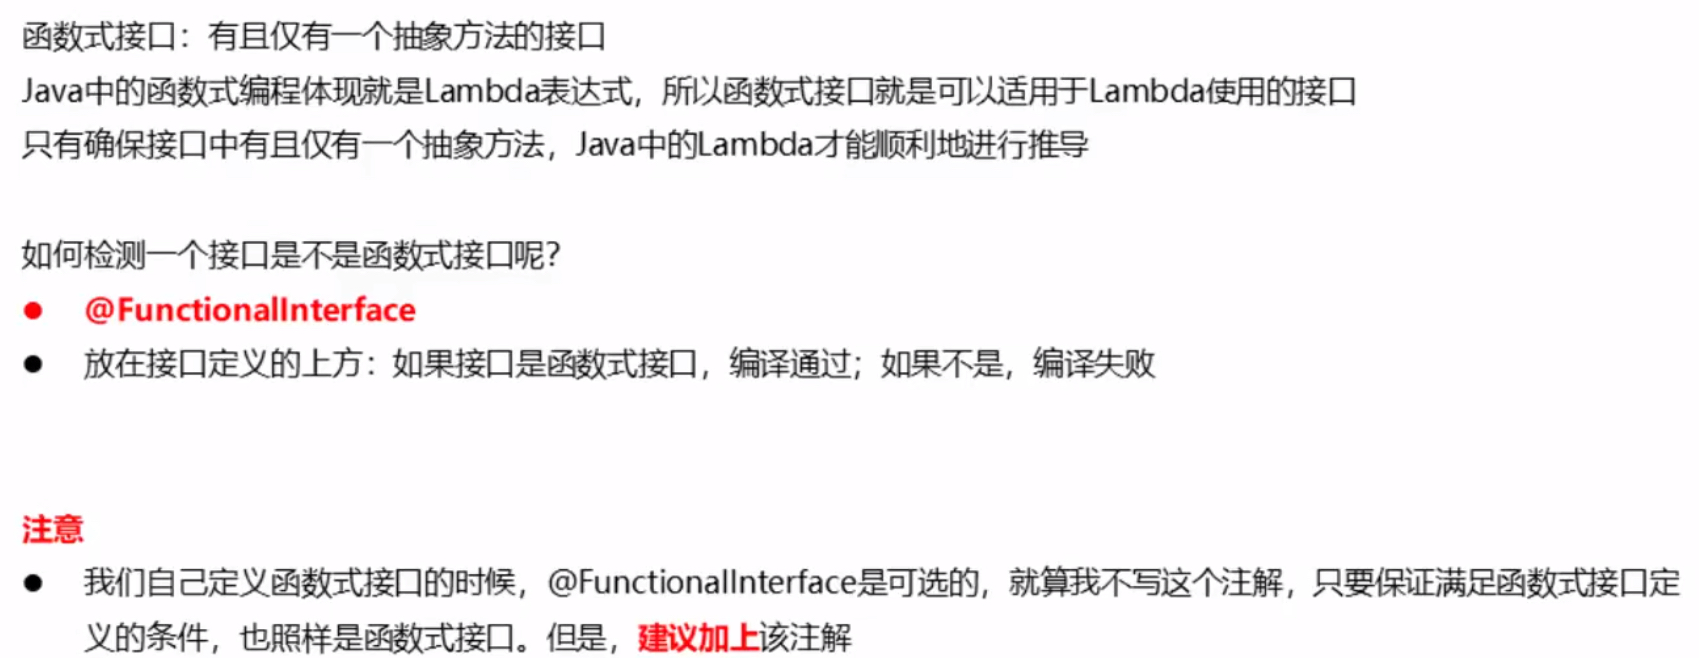 函数式接口：有且仅有一个抽象方法的接口
Java中的函数式编程体现就是Lambda表达式，所以函数式接口就是可以适用于Lambda使用的接口
只有确保接口中有且仅有一个抽象方法，Java中的Lambda才能顺利地进行推导
如何检测一个接口是不是函数式接口呢？
● @FunctionalInterface
● 放在接口定义的上方：如果接口是函数式接口，编译通过；如果不是，编译失败
注意
● 我们自己定义函数式接口的时候，@FunctionalInterface是可选的，就算我不写这个注解，只要保证满足函数式接口定
义的条件，也照样是函数式接口。但是，建议加上该注解